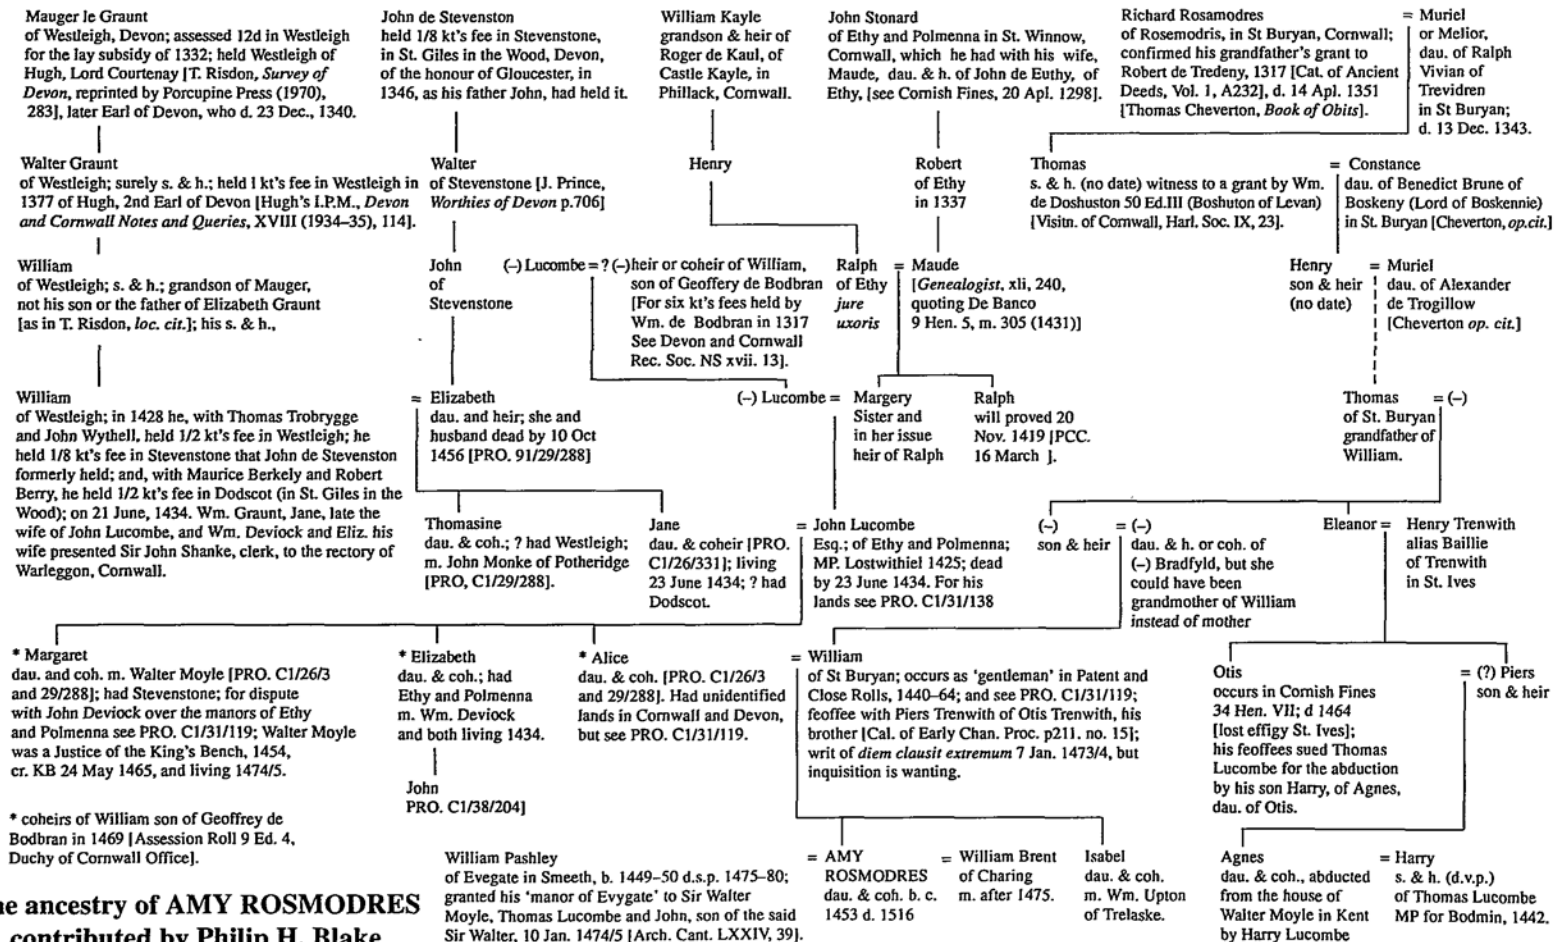 Mauger le Graunt
of Westleigh, Devon; assessed 12d in Westleigh
for the lay subsidy of 1332; held Westleigh of
Hugh, Lord Courtenay [T. Risdon, Survey of
Devon, reprinted by Porcupine Press (1970),
283], later Earl of Devon, who d. 23 Dec., 1340.
John de Stevenston
held 1/8 kt's fee in Stevenstone,
in St. Giles in the Wood, Devon,
of the honour of Gloucester, in
1346, as his father John, had held it.
William Kayle
grandson & heir of
Roger de Kaul, of
Castle Kayle, in
Phillack, Cornwall.
John Stonard
of Ethy and Polmenna in St. Winnow,
Cornwall, which he had with his wife,
Maude, dau. & h. of John de Euthy, of
Ethy, [see Cornish Fines, 20 Apl. 1298].
Richard Rosamodres
of Rosemodris, in St Buryan, Cornwall;
confirmed his grandfather's grant to
Robert de Tredeny, 1317 [Cat. of Ancient
Deeds, Vol. 1, A232], d. 14 Apl. 1351
[Thomas Cheverton, Book of Obits].
= Muriel
or Melior,
dau. of Ralph
Vivian of
Trevidren
in St Buryan;
d. 13 Dec. 1343.
Walter Graunt
of Westleigh; surely s. & h.; held 1 kt's fee in Westleigh in
1377 of Hugh, 2nd Earl of Devon [Hugh's I.P.M., Devon
and Cornwall Notes and Queries, XVIII (1934–35), 114].
Walter
of Stevenstone [J. Prince,
Worthies of Devon p.706]
Henry
Robert
of Ethy
in 1337
Thomas
s. & h. (no date) witness to a grant by Wm.
de Doshuston 50 Ed.III (Boshuton of Levan)
[Visitn. of Cornwall, Harl. Soc. IX, 23].
= Constance
dau. of Benedict Brune of
Boskeny (Lord of Boskennie)
in St. Buryan [Cheverton, op.cit.]
William
of Westleigh; s. & h.; grandson of Mauger,
not his son or the father of Elizabeth Graunt
[as in T. Risdon, loc. cit.]; his s. & h.,
John
of
Stevenstone
(–) Lucombe = ? (–) heir or coheir of William,
son of Geoffery de Bodbran
[For six kt's fees held by
Wm. de Bodbran in 1317
See Devon and Cornwall
Rec. Soc. NS xvii. 13].
Ralph
of Ethy
jure
uxoris
= Maude
[Genealogist, xli, 240,
quoting De Banco
9 Hen. 5, m. 305 (1431)]
Henry
son & heir
(no date)
= Muriel
dau. of Alexander
de Trogillow
[Cheverton op. cit.]
William
of Westleigh; in 1428 he, with Thomas Trobrygge
and John Wythell, held 1/2 kt's fee in Westleigh; he
held 1/8 kt's fee in Stevenstone that John de Stevenston
formerly held; and, with Maurice Berkely and Robert
Berry, he held 1/2 kt's fee in Dodscot (in St. Giles in the
Wood); on 21 June, 1434. Wm. Graunt, Jane, late the
wife of John Lucombe, and Wm. Deviock and Eliz. his
wife presented Sir John Shanke, clerk, to the rectory of
Warleggon, Cornwall.
= Elizabeth
dau. and heir; she and
husband dead by 10 Oct
1456 [PRO. 91/29/288]
(–) Lucombe =
Margery
Sister and
in her issue
heir of Ralph
Ralph
will proved 20
Nov. 1419 [PCC.
16 March ].
Thomas
of St. Buryan
grandfather of
William.
= (–)
Thomasine
dau. & coh.; ? had Westleigh;
m. John Monke of Potheridge
[PRO, C1/29/288].
Jane
dau. & coheir [PRO.
C1/26/331]; living
23 June 1434; ? had
Dodscot.
= John Lucombe
Esq.; of Ethy and Polmenna;
MP. Lostwithiel 1425; dead
by 23 June 1434. For his
lands see PRO. C1/31/138
(–)
son & heir
= (–)
dau. & h. or coh. of
(–) Bradfyld, but she
could have been
grandmother of William
instead of mother
Eleanor =
Henry Trenwith
alias Baillie
of Trenwith
in St. Ives
* Margaret
dau. and coh. m. Walter Moyle [PRO. C1/26/3
and 29/288]; had Stevenstone; for dispute
with John Deviock over the manors of Ethy
and Polmenna see PRO. C1/31/119; Walter Moyle
was a Justice of the King's Bench, 1454,
cr. KB 24 May 1465, and living 1474/5.
* Elizabeth
dau. & coh.; had
Ethy and Polmenna
m. Wm. Deviock
and both living 1434.
* Alice
dau. & coh. [PRO. C1/26/3
and 29/288]. Had unidentified
lands in Cornwall and Devon,
but see PRO. C1/31/119.
= William
of St Buryan; occurs as 'gentleman' in Patent and
Close Rolls, 1440–64; and see PRO. C1/31/119;
feoffee with Piers Trenwith of Otis Trenwith, his
brother [Cal. of Early Chan. Proc. p211. no. 15];
writ of diem clausit extremum 7 Jan. 1473/4, but
inquisition is wanting.
Otis
occurs in Cornish Fines
34 Hen. VII; d 1464
[lost effigy St. Ives];
his feoffees sued Thomas
Lucombe for the abduction
by his son Harry, of Agnes,
dau. of Otis.
= (?) Piers
son & heir
John
PRO. C1/38/204]
* coheirs of William son of Geoffrey de
Bodbran in 1469 [Assession Roll 9 Ed. 4,
Duchy of Cornwall Office].
William Pashley
of Evegate in Smeeth, b. 1449–50 d.s.p. 1475–80;
granted his 'manor of Evygate' to Sir Walter
Moyle, Thomas Lucombe and John, son of the said
Sir Walter, 10 Jan. 1474/5 [Arch. Cant. LXXIV, 39].
= AMY
ROSMODRES
dau. & coh. b. c.
1453 d. 1516
= William Brent
of Charing
m. after 1475.
Isabel
dau. & coh.
m. Wm. Upton
of Trelaske.
Agnes
dau. & coh., abducted
from the house of
Walter Moyle in Kent
by Harry Lucombe
= Harry
s. & h. (d.v.p.)
of Thomas Lucombe
MP for Bodmin, 1442.
ne ancestry of AMY ROSMODRES
contributed by Philip H. Blake